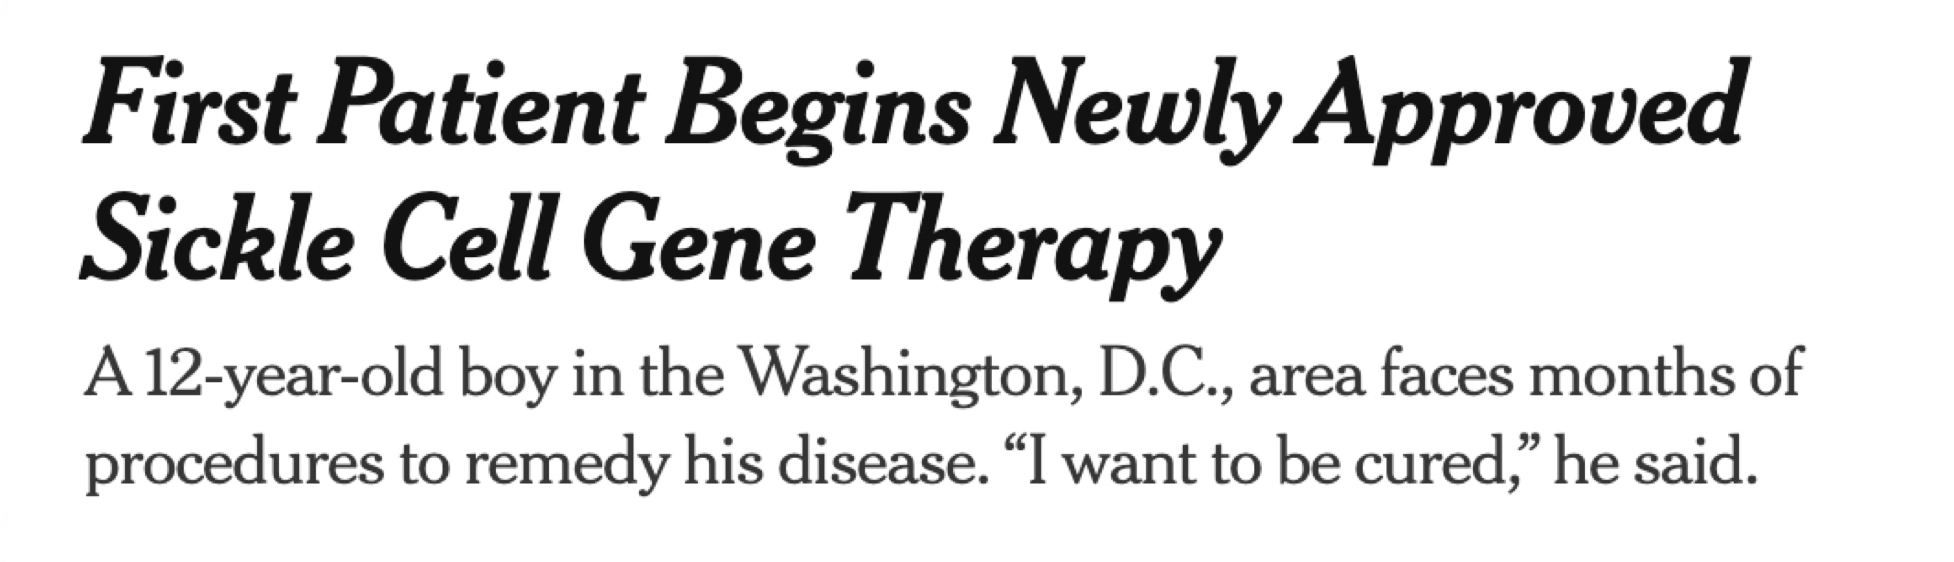 First Patient Begins Newly Approved
Sickle Cell Gene Therapy
A 12-year-old boy in the Washington, D.C., area faces months of
procedures to remedy his disease. “I want to be cured,” he said.